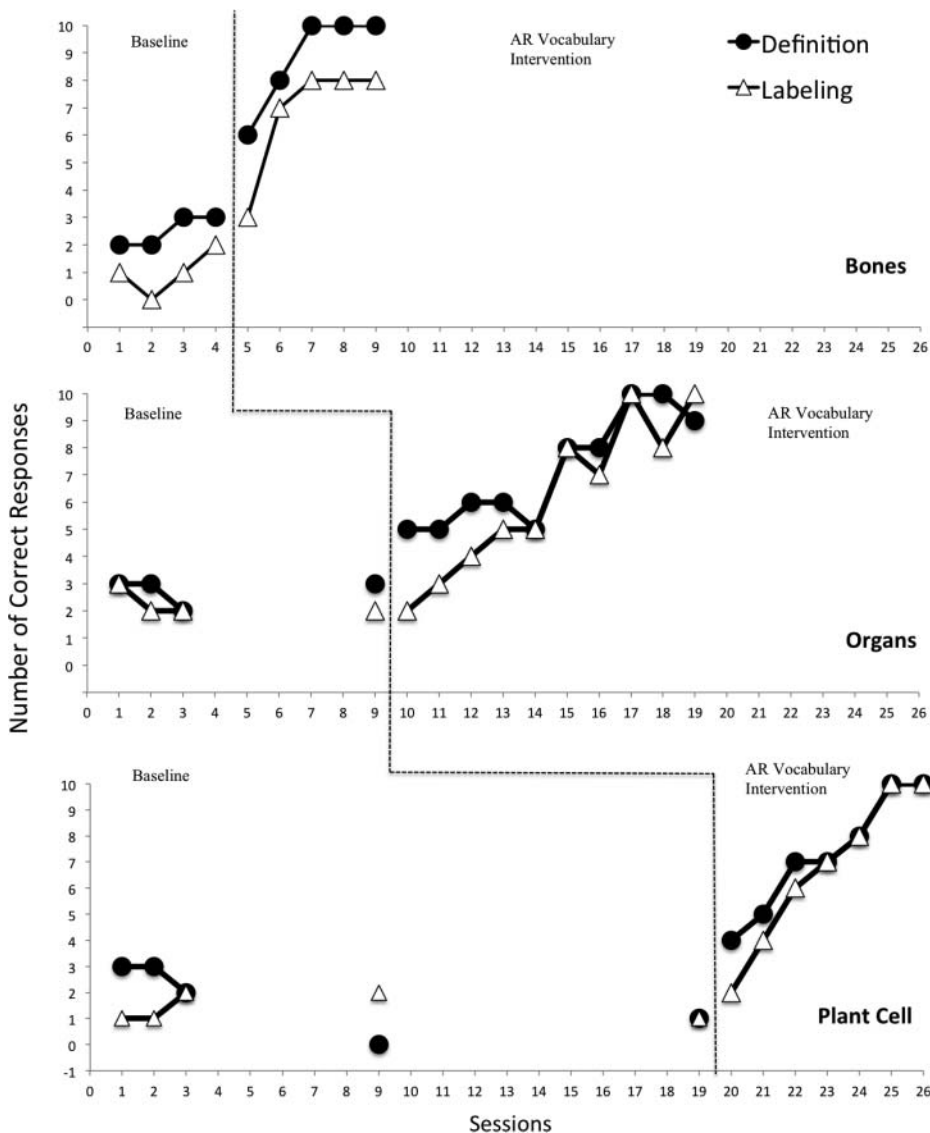 Number of Correct Responses
Baseline
AR Vocabulary
Intervention
Definition
Labeling
10
9
8
7
6
5
4
3
2
1
0
Bones
0 1 2 3 4 5 6 7 8 9 10 11 12 13 14 15 16 17 18 19 20 21 22 23 24 25 26
Baseline
AR Vocabulary
Intervention
10
9
8
7
6
5
4
3
2
1
0
Organs
0 1 2 3 4 5 6 7 8 9 10 11 12 13 14 15 16 17 18 19 20 21 22 23 24 25 26
Baseline
AR Vocabulary
Intervention
10
9
8
7
6
5
4
3
2
1
0
-1
Plant Cell
0 1 2 3 4 5 6 7 8 9 10 11 12 13 14 15 16 17 18 19 20 21 22 23 24 25 26
Sessions